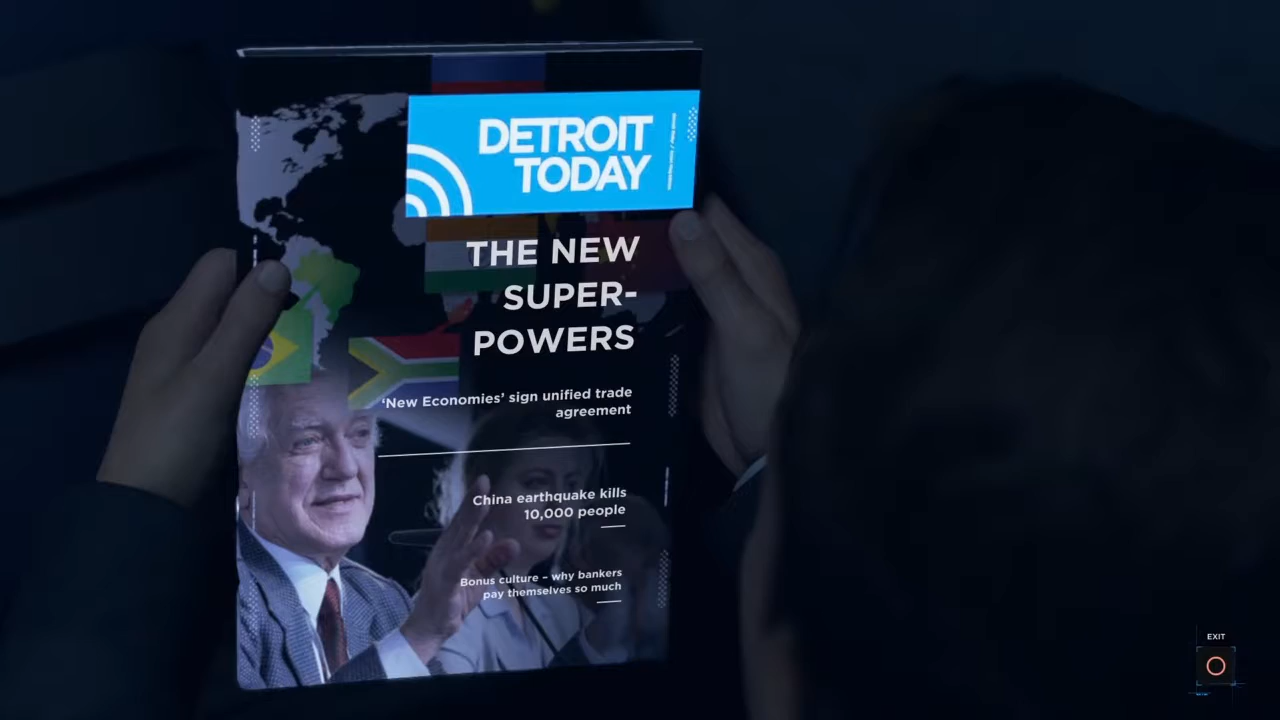 DETROIT
TODAY
THE NEW
SUPER-
POWERS
‘New Economies’ sign unified trade
agreement
China earthquake kills
10,000 people
Bonus culture – why bankers
pay themselves so much
EXIT